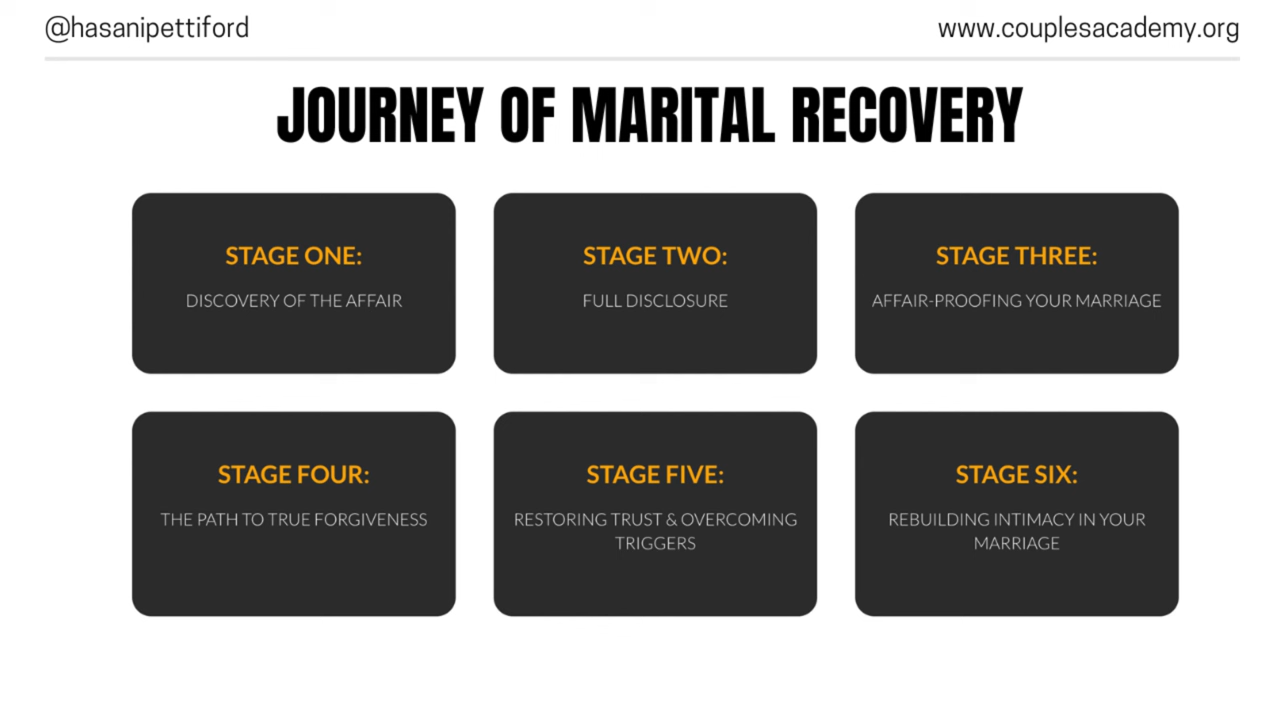 @hasanipettiford
www.couplesacademy.org
JOURNEY OF MARITAL RECOVERY
STAGE ONE:
DISCOVERY OF THE AFFAIR
STAGE TWO:
FULL DISCLOSURE
STAGE THREE:
AFFAIR-PROOFING YOUR MARRIAGE
STAGE FOUR:
THE PATH TO TRUE FORGIVENESS
STAGE FIVE:
RESTORING TRUST & OVERCOMING
TRIGGERS
STAGE SIX:
REBUILDING INTIMACY IN YOUR
MARRIAGE